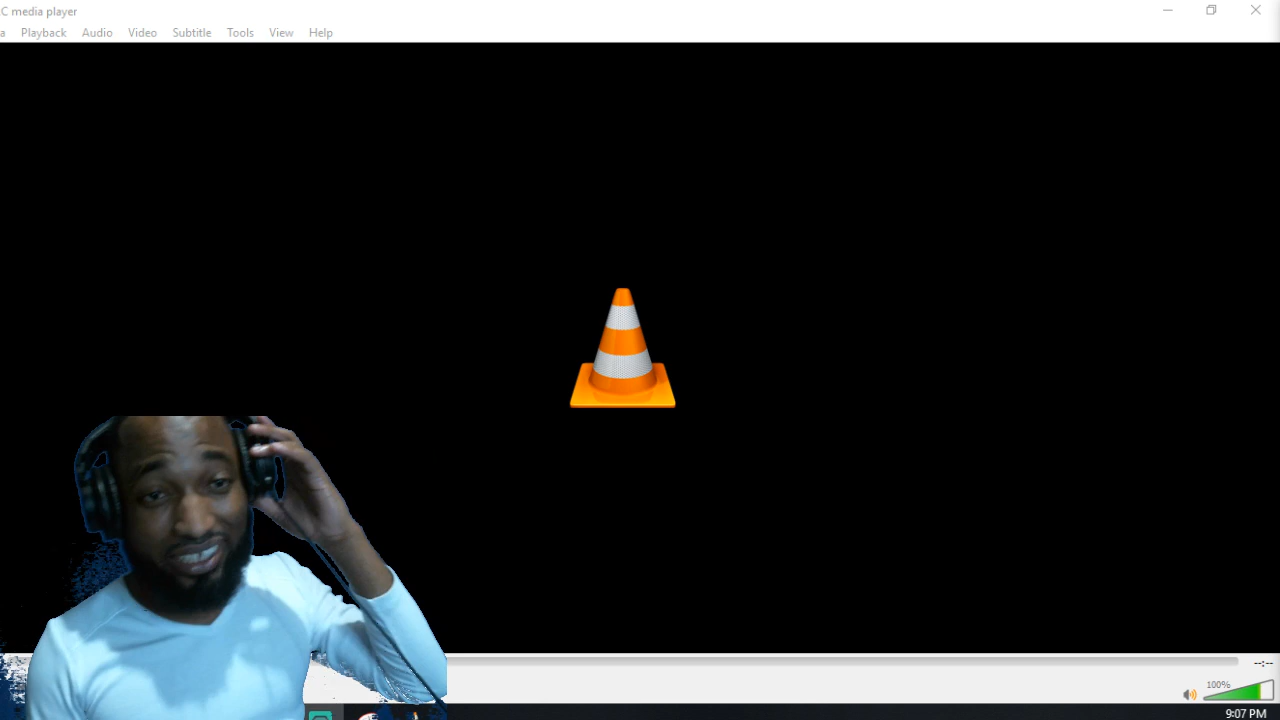 C media player
a Playback Audio Video Subtitle Tools View Help
--:--
100%
9:07 PM